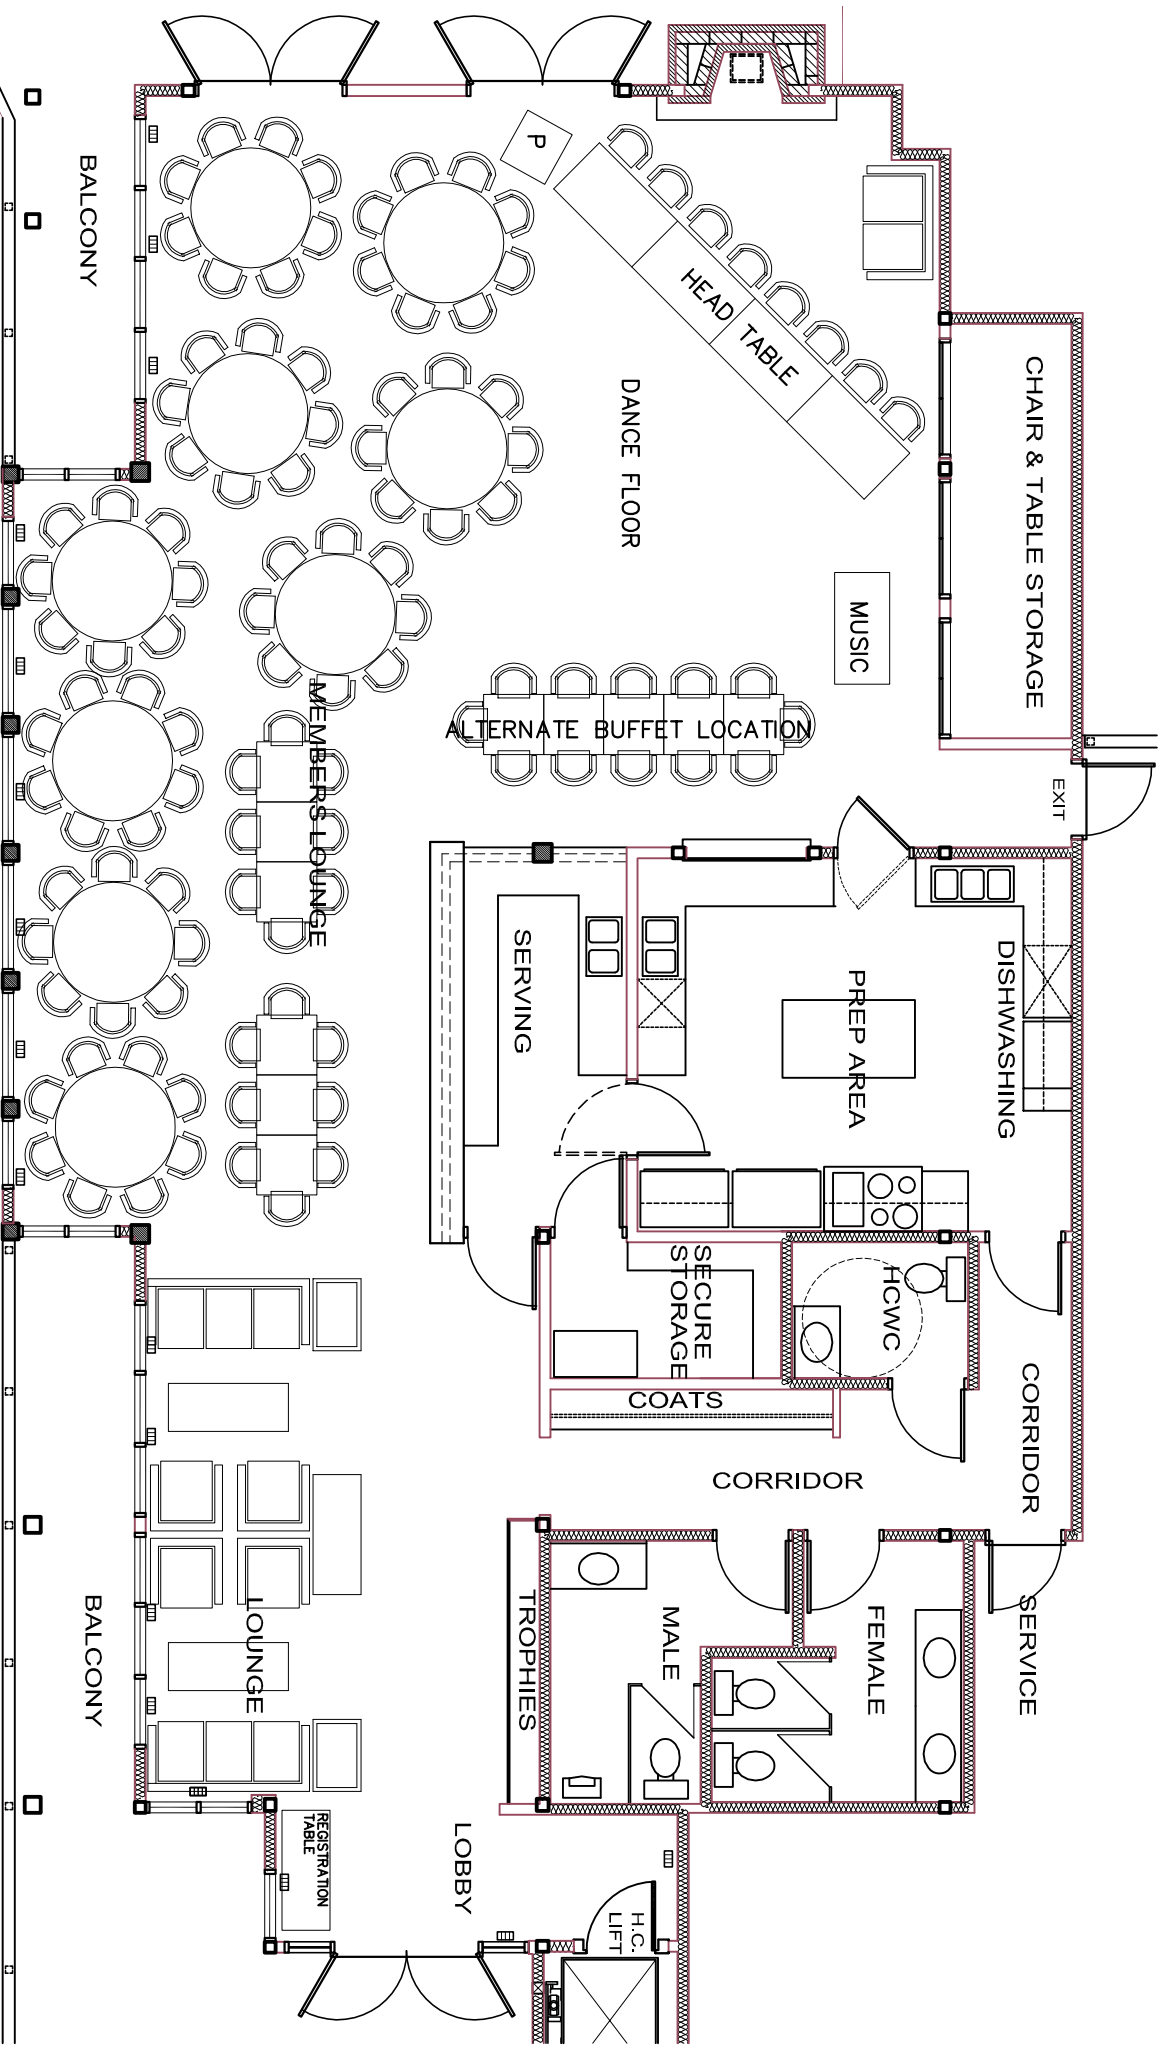 BALCONY
P
HEAD TABLE
DANCE FLOOR
CHAIR & TABLE STORAGE
MUSIC
MEMBERS LOUNGE
ALTERNATE BUFFET LOCATION
EXIT
SERVING
PREP AREA
DISHWASHING
SECURE
STORAGE
HCWC
COATS
CORRIDOR
CORRIDOR
BALCONY
LOUNGE
TROPHIES
MALE
FEMALE
SERVICE
REGISTRATION
TABLE
LOBBY
H.C.
LIFT